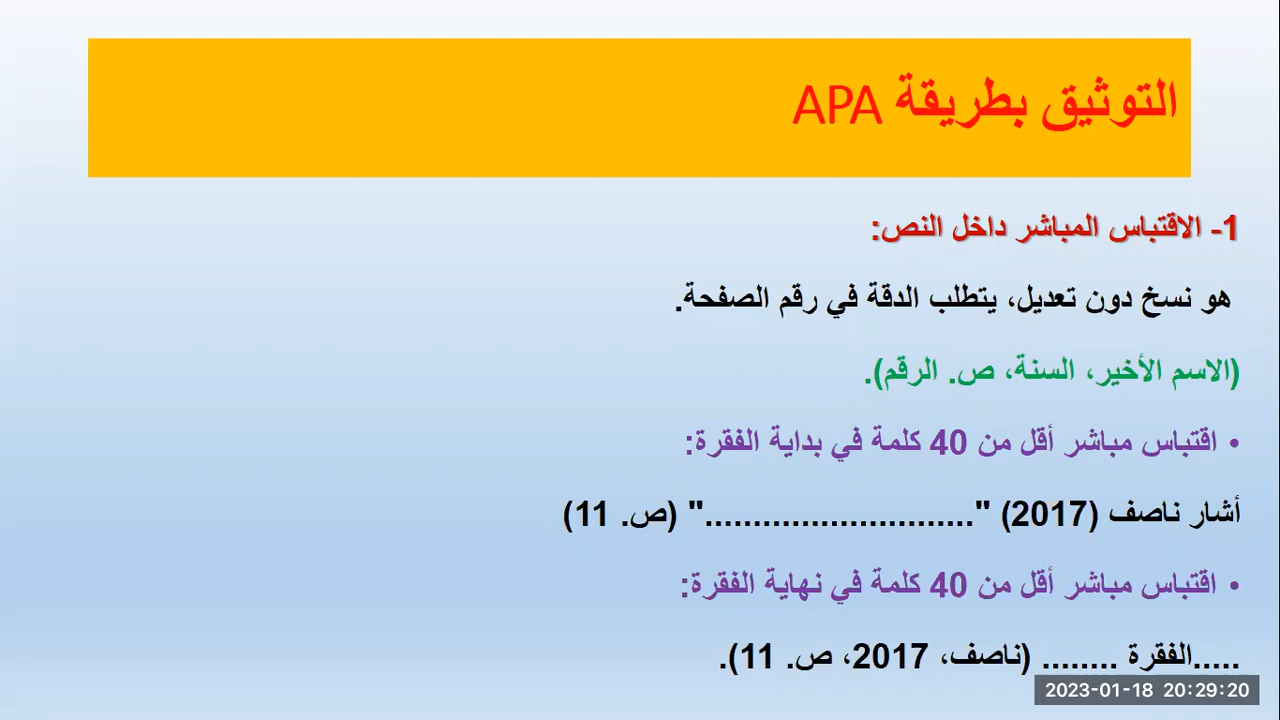 التوثيق بطريقة APA
1- الاقتباس المباشر داخل النص:
هو نسخ دون تعديل، يتطلب الدقة في رقم الصفحة.
(الاسم الأخير، السنة، ص. الرقم).
• اقتباس مباشر أقل من 40 كلمة في بداية الفقرة:
أشار ناصف (2017) "............................" (ص. 11)
• اقتباس مباشر أقل من 40 كلمة في نهاية الفقرة:
.....الفقرة ........ (ناصف، 2017، ص. 11).
2023-01-18 20:29:20